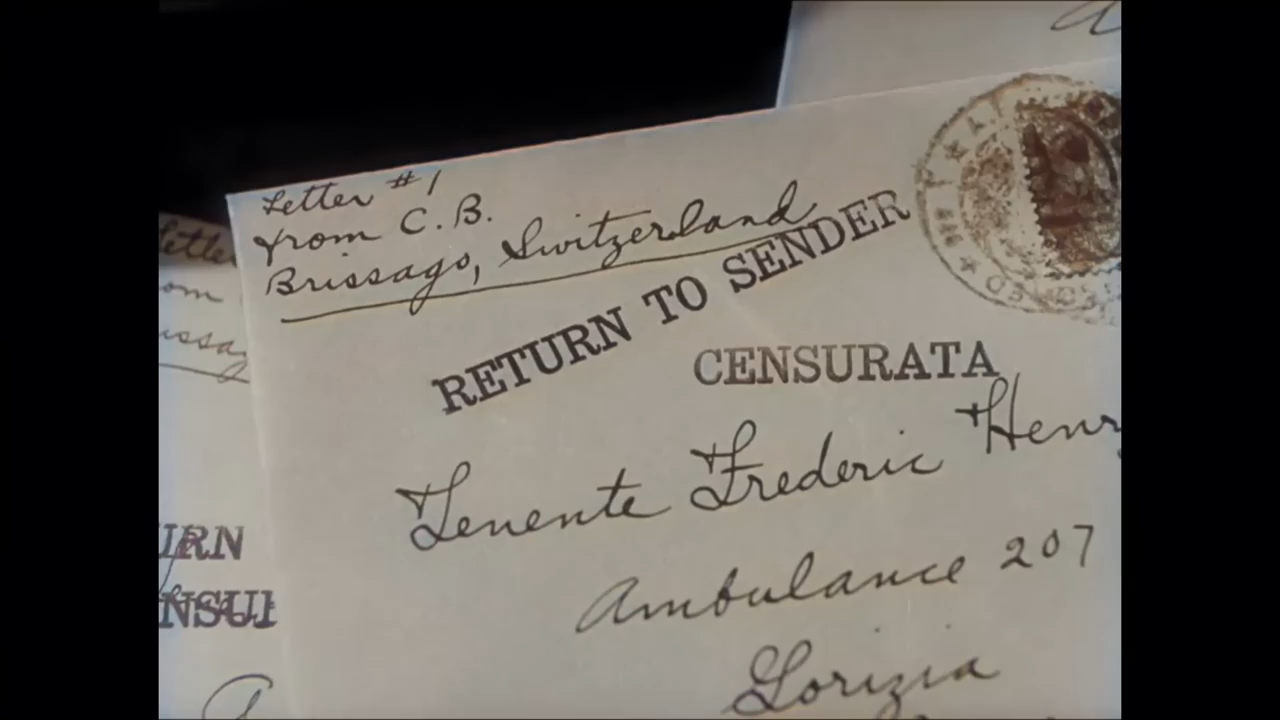 Letter #1
from C.B.
Brissago, Switzerland
RETURN TO SENDER
CENSURATA
Tenente Frederic Henry
Ambulance 207
Gorizia